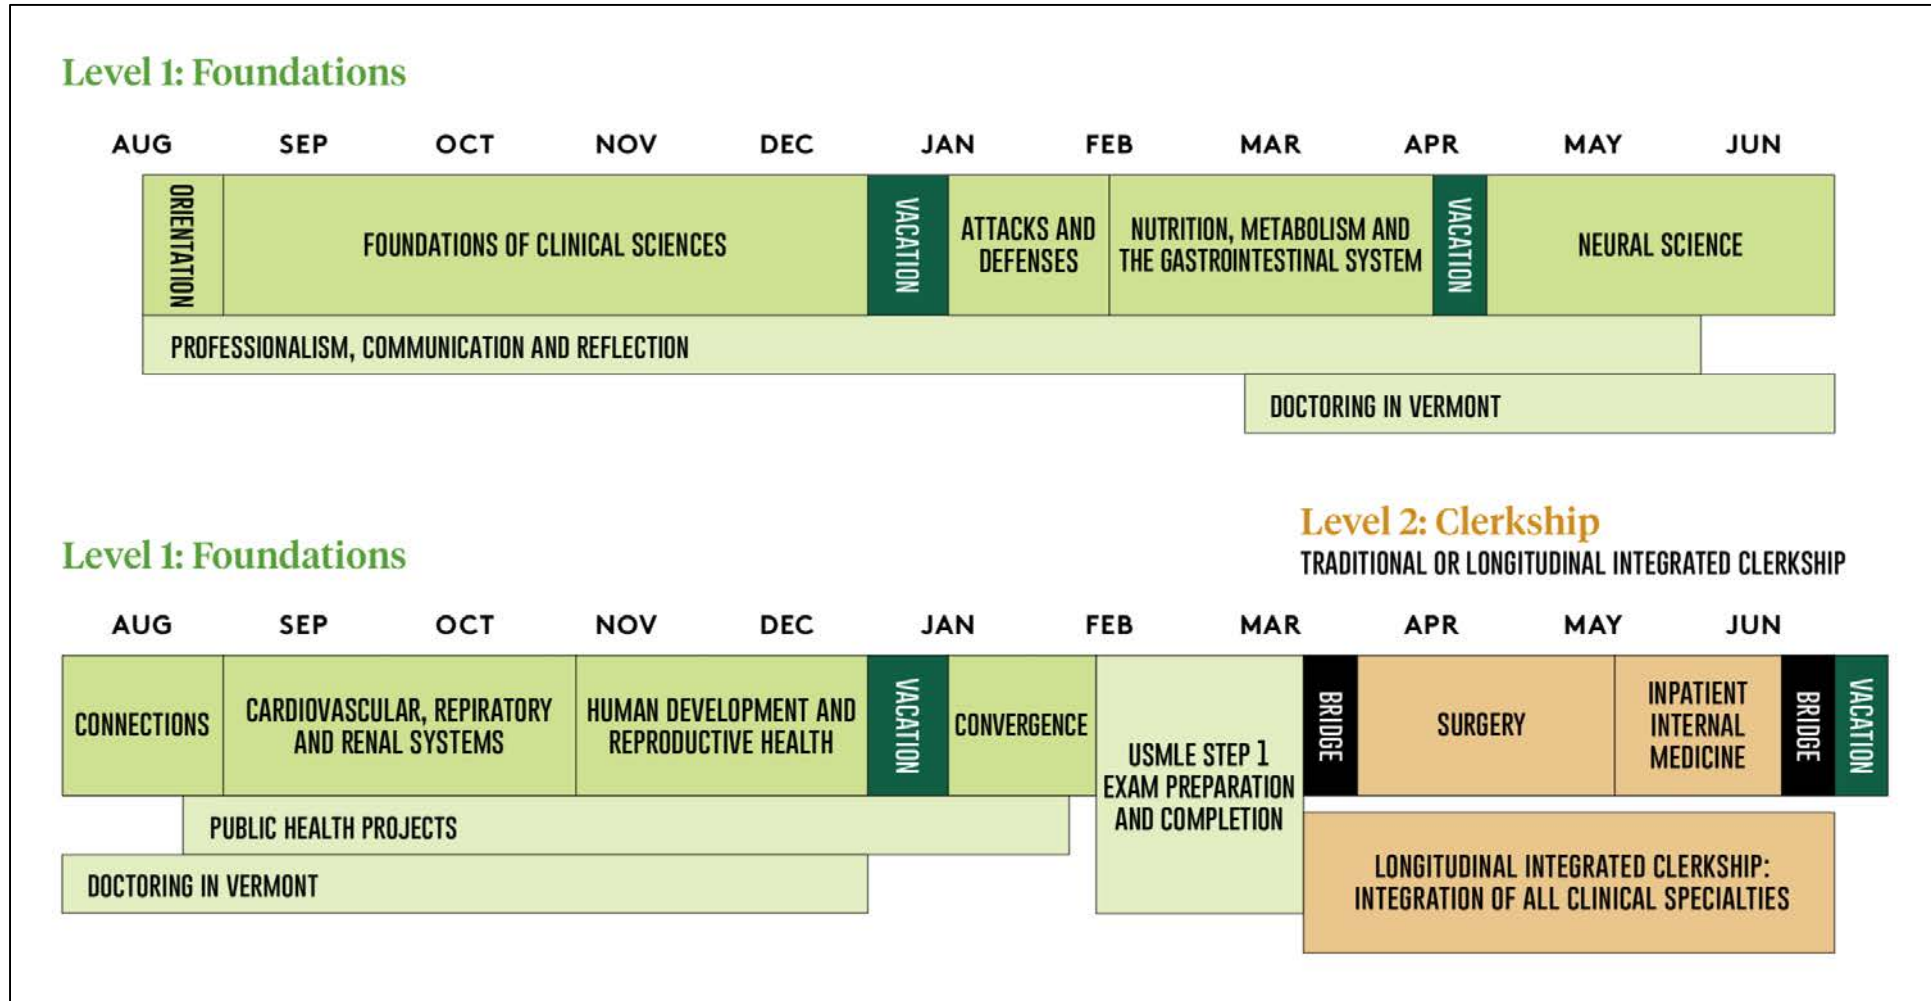 Level 1: Foundations
AUG SEP OCT NOV DEC JAN FEB MAR APR MAY JUN
ORIENTATION
FOUNDATIONS OF CLINICAL SCIENCES
VACATION
ATTACKS AND
DEFENSES
NUTRITION, METABOLISM AND
THE GASTROINTESTINAL SYSTEM
VACATION
NEURAL SCIENCE
PROFESSIONALISM, COMMUNICATION AND REFLECTION
DOCTORING IN VERMONT
Level 2: Clerkship
TRADITIONAL OR LONGITUDINAL INTEGRATED CLERKSHIP
Level 1: Foundations
AUG SEP OCT NOV DEC JAN FEB MAR APR MAY JUN
CONNECTIONS
CARDIOVASCULAR, REPIRATORY
AND RENAL SYSTEMS
HUMAN DEVELOPMENT AND
REPRODUCTIVE HEALTH
VACATION
CONVERGENCE
USMLE STEP 1
EXAM PREPARATION
AND COMPLETION
BRIDGE
SURGERY
INPATIENT
INTERNAL
MEDICINE
BRIDGE
VACATION
PUBLIC HEALTH PROJECTS
DOCTORING IN VERMONT
LONGITUDINAL INTEGRATED CLERKSHIP:
INTEGRATION OF ALL CLINICAL SPECIALTIES